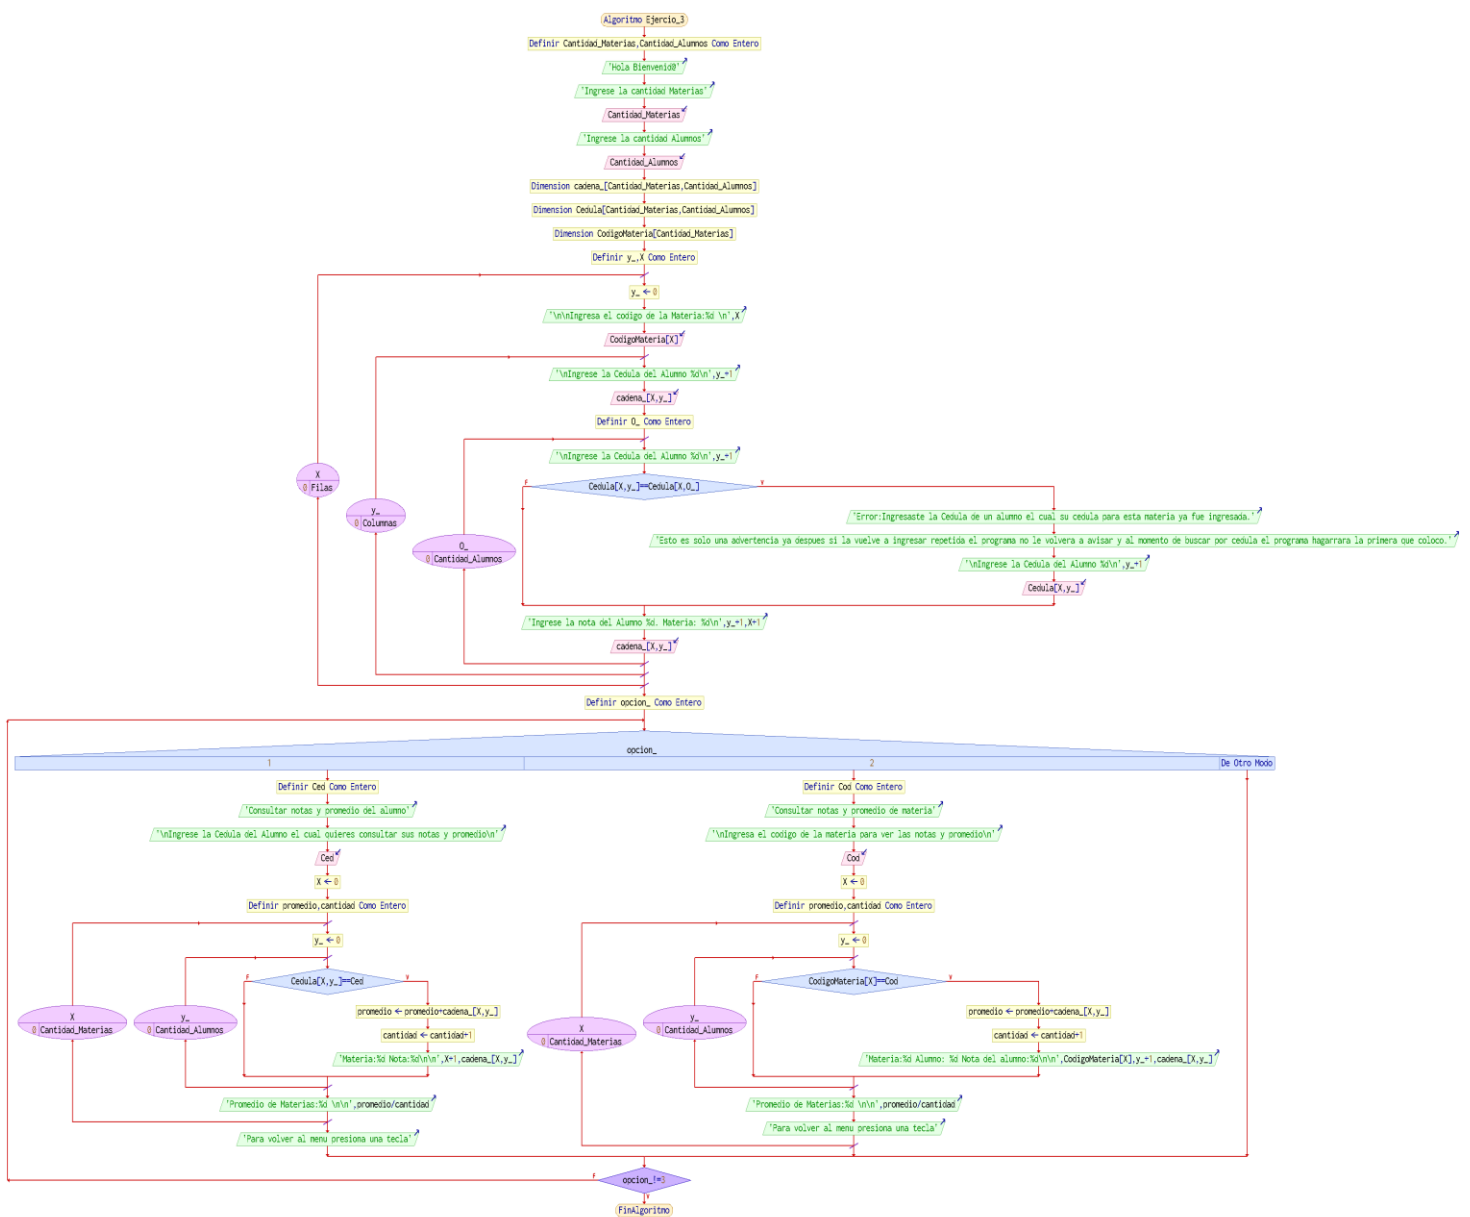 Algoritmo Ejercio_3
Definir Cantidad_Materias,Cantidad_Alumnos Como Entero
'Hola Bienvenid@'
'Ingrese la cantidad Materias'
Cantidad_Materias
'Ingrese la cantidad Alumnos'
Cantidad_Alumnos
Dimension cadena_[Cantidad_Materias,Cantidad_Alumnos]
Dimension Cedula[Cantidad_Materias,Cantidad_Alumnos]
Dimension CodigoMateria[Cantidad_Materias]
Definir y_,X Como Entero
X
0 Filas
y_ ← 0
'\n\nIngresa el codigo de la Materia:%d \n',X
CodigoMateria[X]
y_
0 Columnas
'\nIngrese la Cedula del Alumno %d\n',y_+1
cadena_[X,y_]
Definir O_ Como Entero
O_
0 Cantidad_Alumnos
'\nIngrese la Cedula del Alumno %d\n',y_+1
Cedula[X,y_]==Cedula[X,O_]
F
V
'Error:Ingresaste la Cedula de un alumno el cual su cedula para esta materia ya fue ingresada.'
'Esto es solo una advertencia ya despues si la vuelve a ingresar repetida el programa no le volvera a avisar y al momento de buscar por cedula el programa hagarrara la primera que coloco.'
'\nIngrese la Cedula del Alumno %d\n',y_+1
Cedula[X,y_]
'Ingrese la nota del Alumno %d. Materia: %d\n',y_+1,X+1
cadena_[X,y_]
Definir opcion_ Como Entero
opcion_
1
2
De Otro Modo
Definir Ced Como Entero
'Consultar notas y promedio del alumno'
'\nIngrese la Cedula del Alumno el cual quieres consultar sus notas y promedio\n'
Ced
X ← 0
Definir promedio,cantidad Como Entero
X
0 Cantidad_Materias
y_ ← 0
y_
0 Cantidad_Alumnos
Cedula[X,y_]==Ced
F
V
promedio ← promedio+cadena_[X,y_]
cantidad ← cantidad+1
'Materia:%d Nota:%d\n\n',X+1,cadena_[X,y_]
'Promedio de Materias:%d \n\n',promedio/cantidad
'Para volver al menu presiona una tecla'
Definir Cod Como Entero
'Consultar notas y promedio de materia'
'\nIngresa el codigo de la materia para ver las notas y promedio\n'
Cod
X ← 0
Definir promedio,cantidad Como Entero
X
0 Cantidad_Materias
y_ ← 0
y_
0 Cantidad_Alumnos
CodigoMateria[X]==Cod
F
V
promedio ← promedio+cadena_[X,y_]
cantidad ← cantidad+1
'Materia:%d Alumno: %d Nota del alumno:%d\n\n',CodigoMateria[X],y_+1,cadena_[X,y_]
'Promedio de Materias:%d \n\n',promedio/cantidad
'Para volver al menu presiona una tecla'
opcion_!=3
F
V
FinAlgoritmo